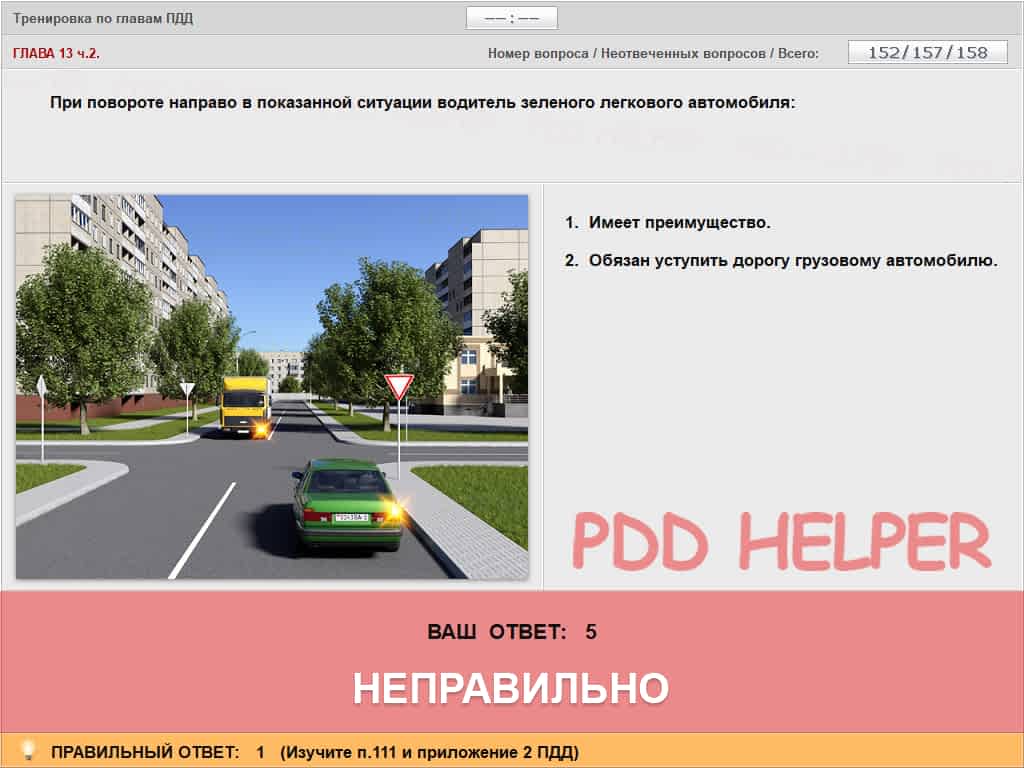 Тренировка по главам ПДД
—— : ——
ГЛАВА 13 ч.2.
Номер вопроса / Неотвеченных вопросов / Всего:
152/157/158
При повороте направо в показанной ситуации водитель зеленого легкового автомобиля:
1. Имеет преимущество.
2. Обязан уступить дорогу грузовому автомобилю.
PDD HELPER
ВАШ ОТВЕТ: 5
НЕПРАВИЛЬНО
ПРАВИЛЬНЫЙ ОТВЕТ: 1 (Изучите п.111 и приложение 2 ПДД)